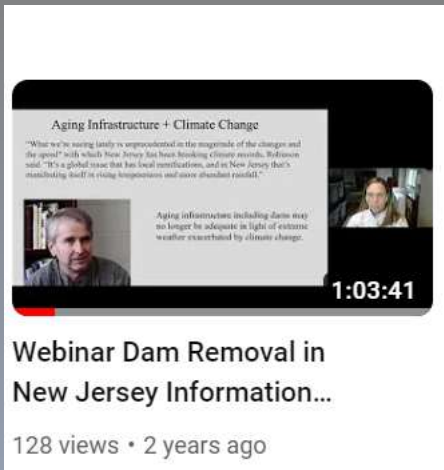 Aging Infrastructure + Climate Change
"What we're seeing lately is unprecedented in the magnitude of the changes and
the speed" with which New Jersey has been breaking climate records, Robinson
said. "It's a global issue that has local ramifications, and in New Jersey that's
manifesting itself in rising temperatures and more abundant rainfall."
Aging infrastructure including dams may
no longer be adequate in light of extreme
weather exacerbated by climate change.
1:03:41
Webinar Dam Removal in
New Jersey Information...
128 views • 2 years ago